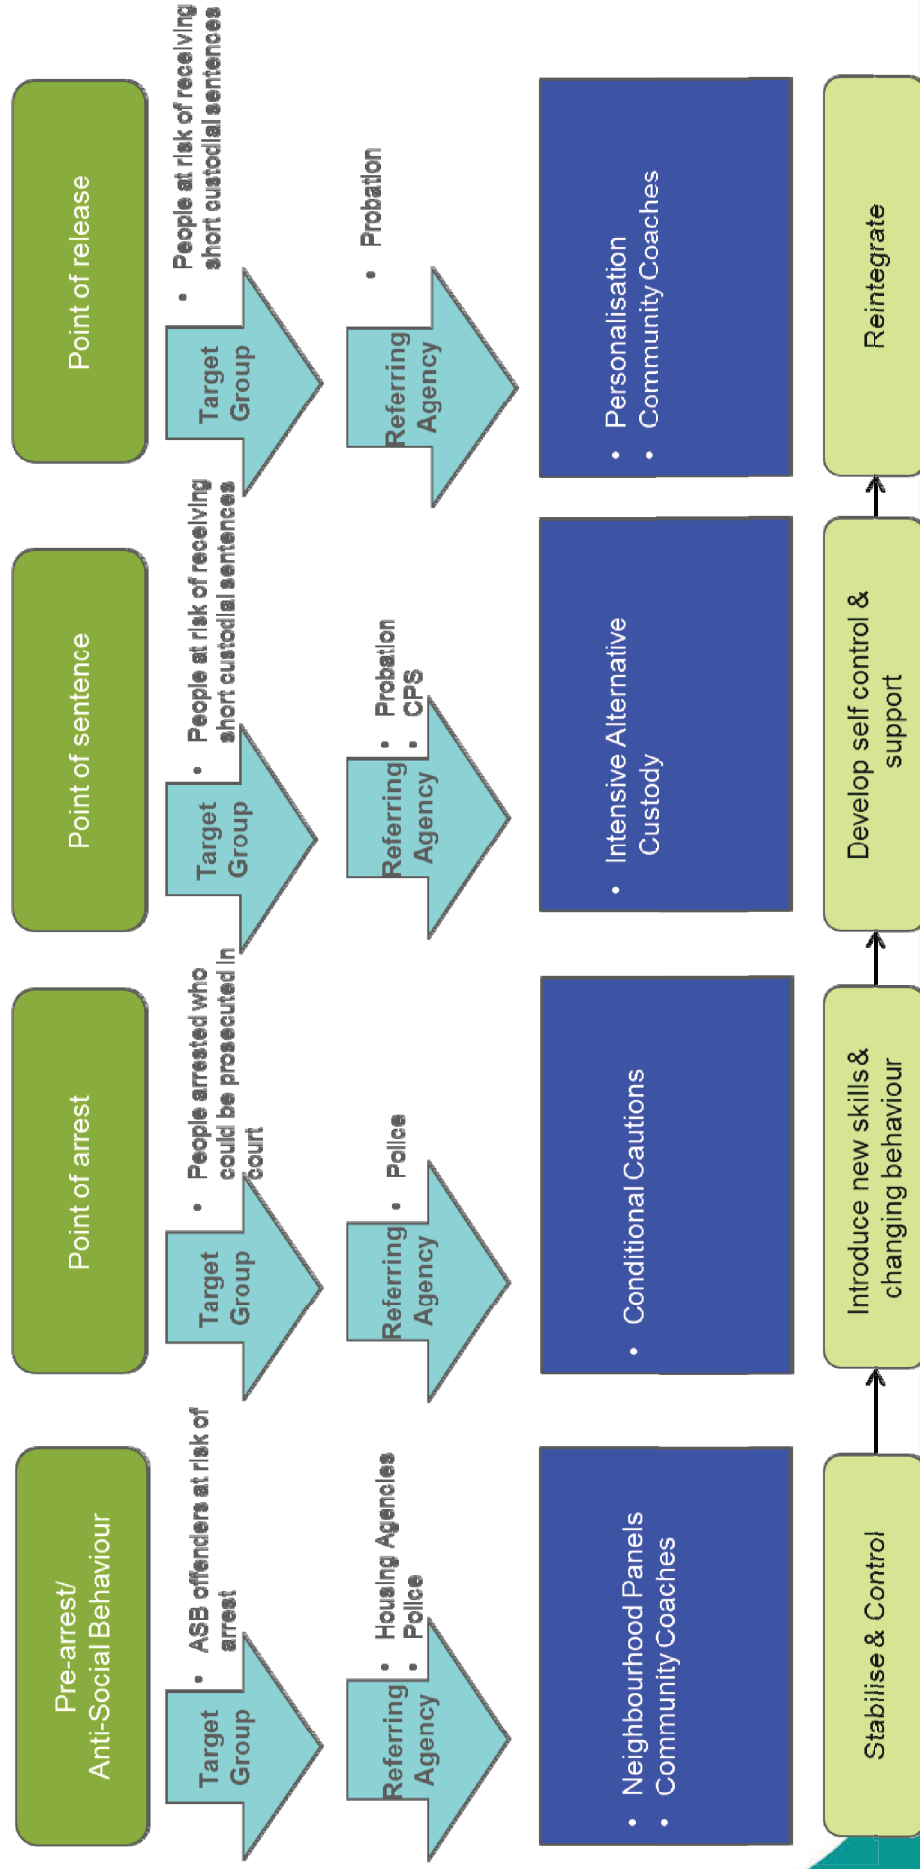 Pre-arrest/
Anti-Social Behaviour
Target
Group
• ASB offenders at risk of
arrest
Referring
Agency
• Housing Agencies
• Police
• Neighbourhood Panels
• Community Coaches
Stabilise & Control
Point of arrest
Target
Group
• People arrested who
could be prosecuted in
court
Referring
Agency
• Police
• Conditional Cautions
Introduce new skills &
changing behaviour
Point of sentence
Target
Group
• People at risk of receiving
short custodial sentences
Referring
Agency
• Probation
• CPS
• Intensive Alternative
Custody
Develop self control &
support
Point of release
Target
Group
• People at risk of receiving
short custodial sentences
Referring
Agency
• Probation
• Personalisation
• Community Coaches
Reintegrate